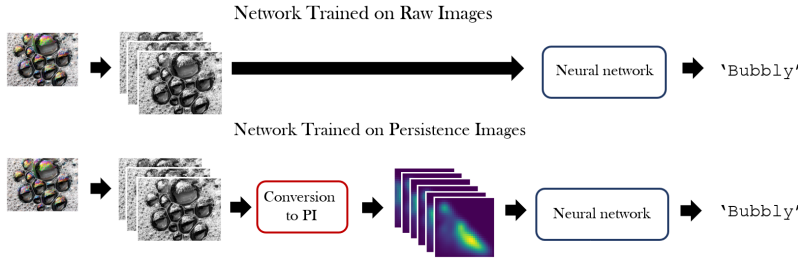 Network Trained on Raw Images
Neural network
‘Bubbly’
Network Trained on Persistence Images
Conversion
to PI
Neural network
‘Bubbly’